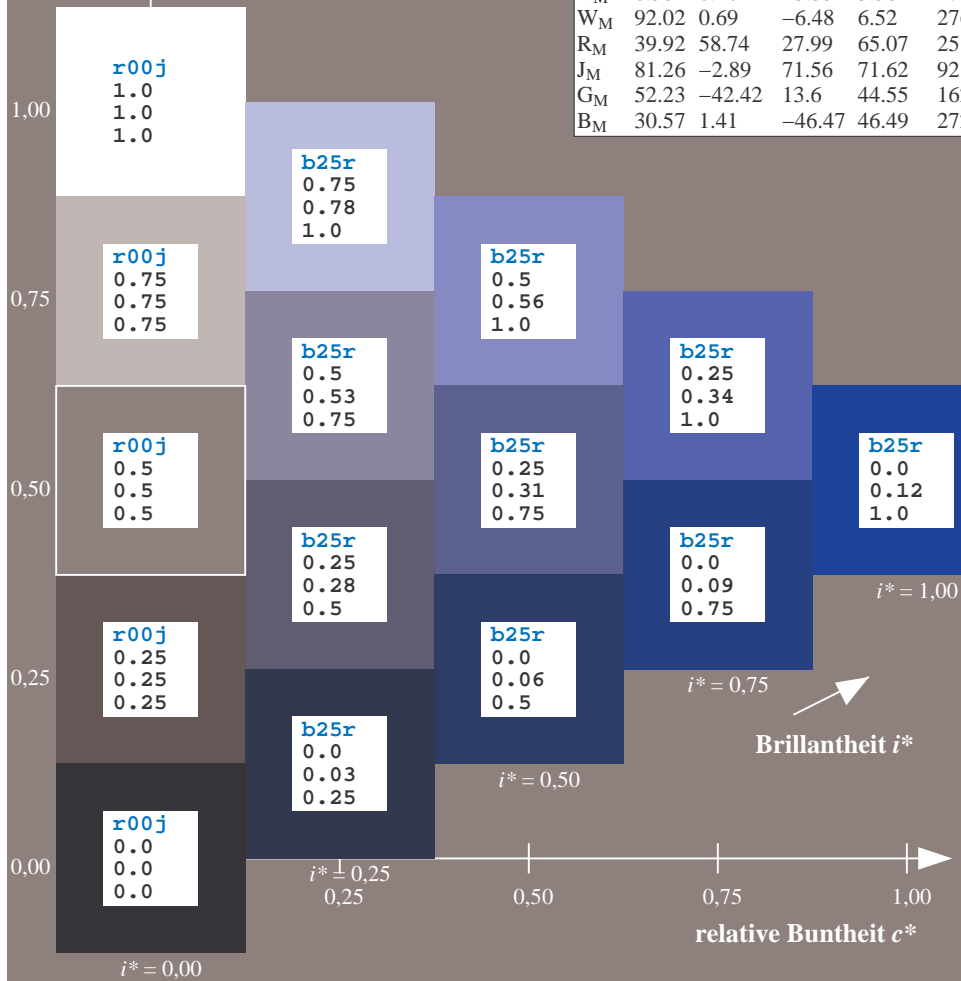 W_M 92.02 0.69 −6.48 6.52
R_M 39.92 58.74 27.99 65.07
J_M 81.26 −2.89 71.56 71.62
G_M 52.23 −42.42 13.6 44.55
B_M 30.57 1.41 −46.47 46.49
1,00
r00j
1.0
1.0
1.0
b25r
0.75
0.78
1.0
0,75
r00j
0.75
0.75
0.75
b25r
0.5
0.56
1.0
b25r
0.5
0.53
0.75
b25r
0.25
0.34
1.0
0,50
r00j
0.5
0.5
0.5
b25r
0.25
0.31
0.75
b25r
0.0
0.12
1.0
b25r
0.25
0.28
0.5
b25r
0.0
0.09
0.75
i* = 1,00
0,25
r00j
0.25
0.25
0.25
b25r
0.0
0.06
0.5
i* = 0,75
b25r
0.0
0.03
0.25
Brillantheit i*
i* = 0,50
0,00
r00j
0.0
0.0
0.0
i* = 0,25
0,25 0,50 0,75 1,00
relative Buntheit c*
i* = 0,00